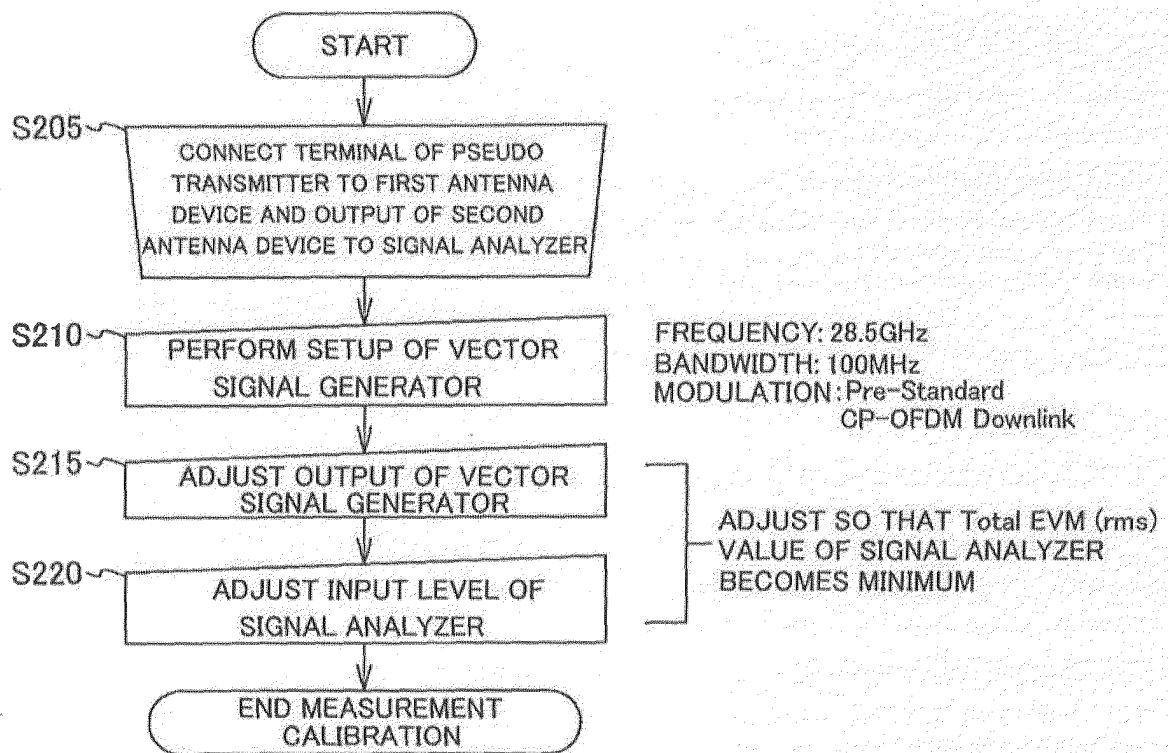 START
S205
CONNECT TERMINAL OF PSEUDO
TRANSMITTER TO FIRST ANTENNA
DEVICE AND OUTPUT OF SECOND
ANTENNA DEVICE TO SIGNAL ANALYZER
S210
PERFORM SETUP OF VECTOR
SIGNAL GENERATOR
FREQUENCY: 28.5GHz
BANDWIDTH: 100MHz
MODULATION: Pre-Standard
CP-OFDM Downlink
S215
ADJUST OUTPUT OF VECTOR
SIGNAL GENERATOR
S220
ADJUST INPUT LEVEL OF
SIGNAL ANALYZER
ADJUST SO THAT Total EVM (rms)
VALUE OF SIGNAL ANALYZER
BECOMES MINIMUM
END MEASUREMENT
CALIBRATION